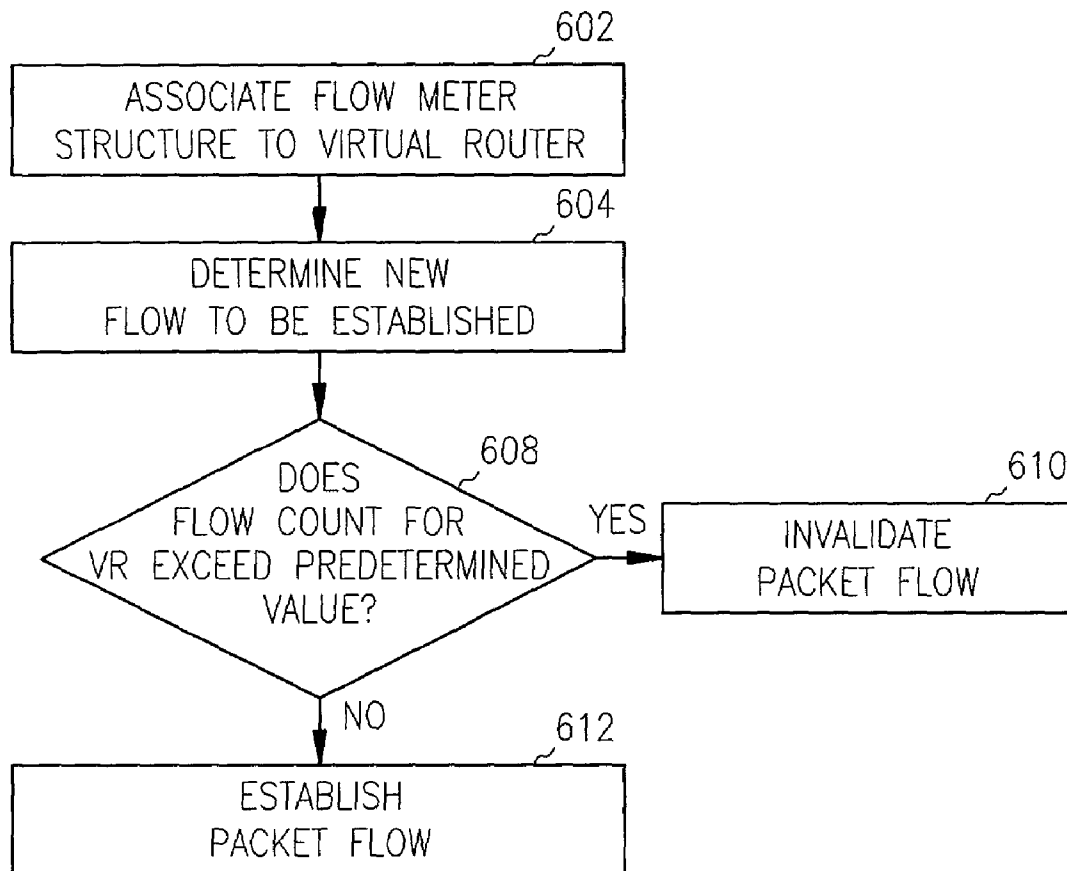 602
ASSOCIATE FLOW METER
STRUCTURE TO VIRTUAL ROUTER
604
DETERMINE NEW
FLOW TO BE ESTABLISHED
608
DOES
FLOW COUNT FOR
VR EXCEED PREDETERMINED
VALUE?
YES
610
INVALIDATE
PACKET FLOW
NO
612
ESTABLISH
PACKET FLOW